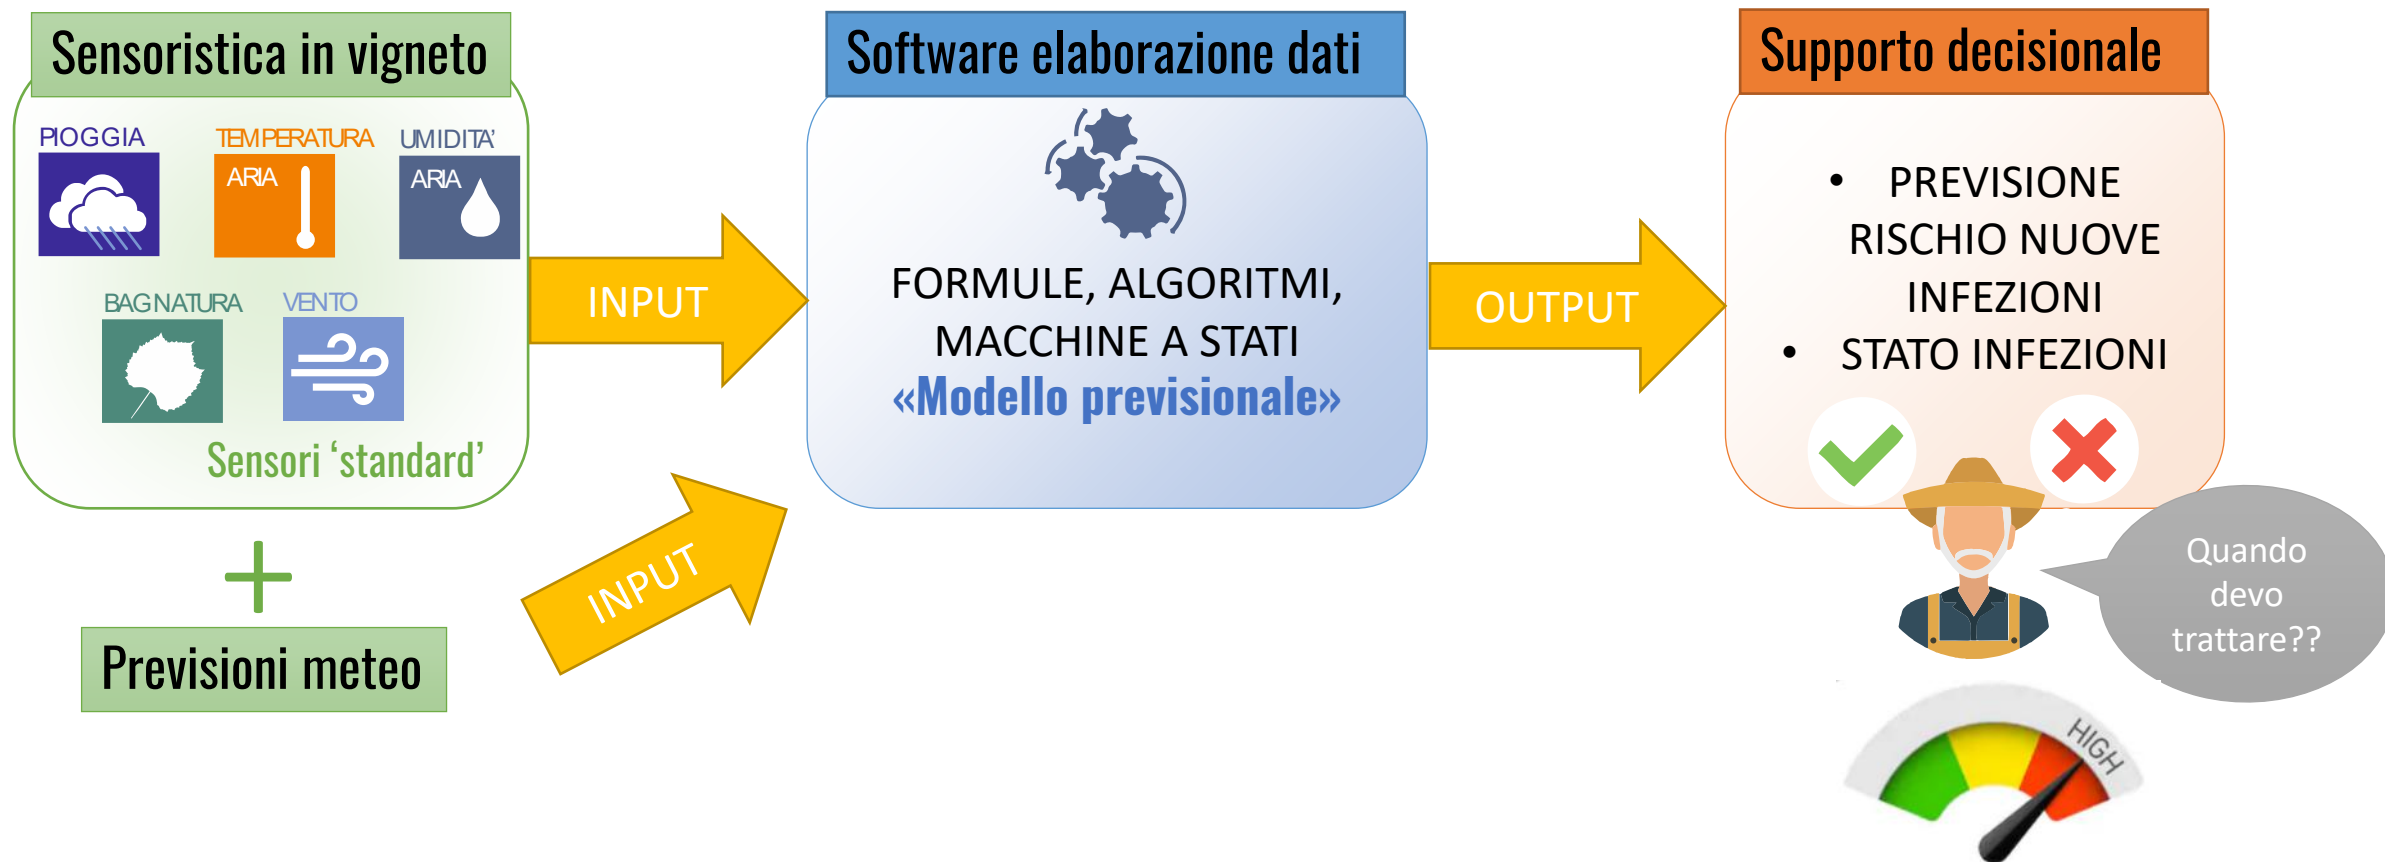 Sensoristica in vigneto
PIOGGIA
TEMPERATURA
ARIA
UMIDITA’
ARIA
BAGNATURA
VENTO
Sensori ‘standard’
+
Previsioni meteo
INPUT
INPUT
Software elaborazione dati
FORMULE, ALGORITMI,
MACCHINE A STATI
«Modello previsionale»
OUTPUT
Supporto decisionale
• PREVISIONE
RISCHIO NUOVE
INFEZIONI
• STATO INFEZIONI
Quando
devo
trattare??
HIGH